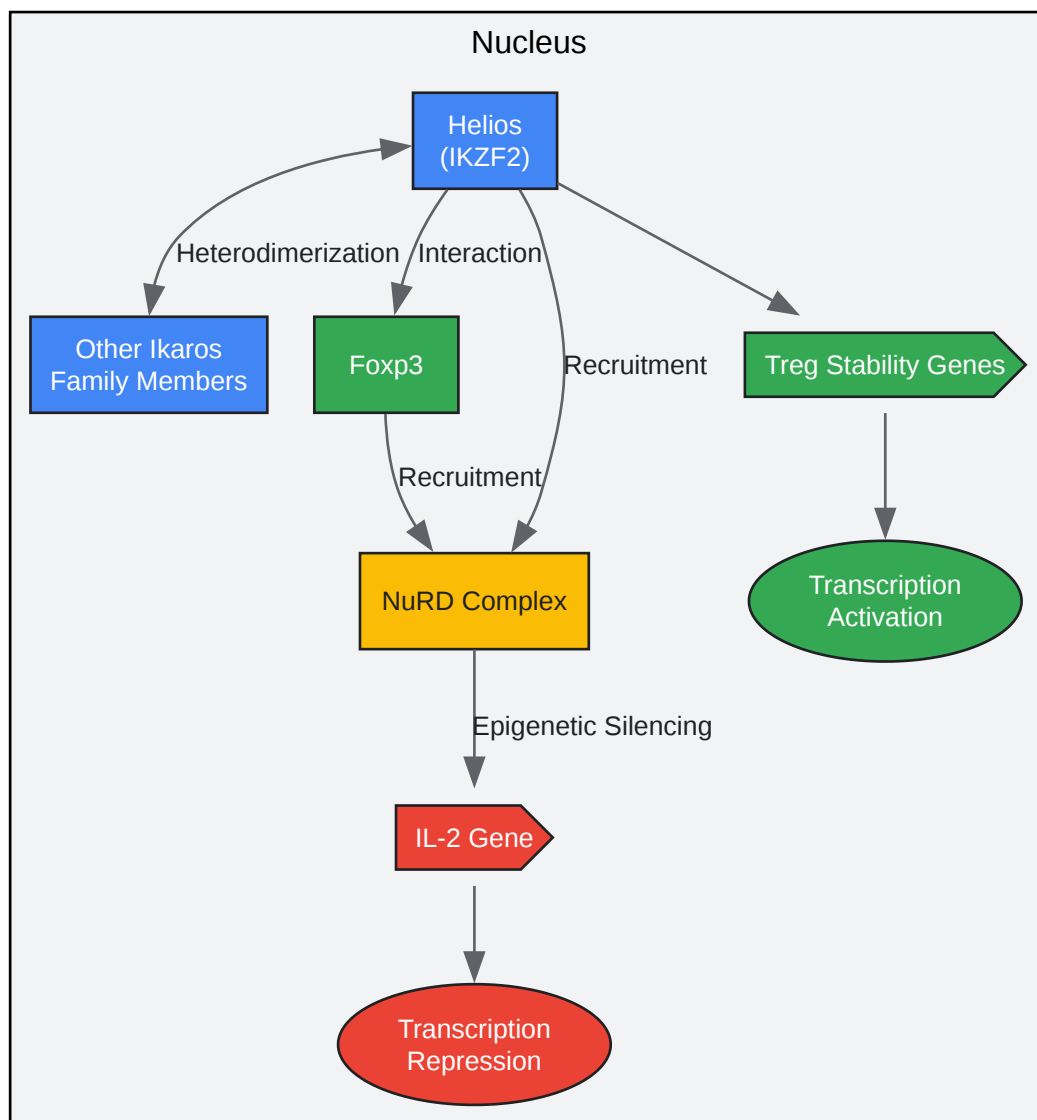 Nucleus
Helios
(IKZF2)
Heterodimerization
Interaction
Other Ikaros
Family Members
Foxp3
Recruitment
Treg Stability Genes
Recruitment
NuRD Complex
Transcription
Activation
Epigenetic Silencing
IL-2 Gene
Transcription
Repression